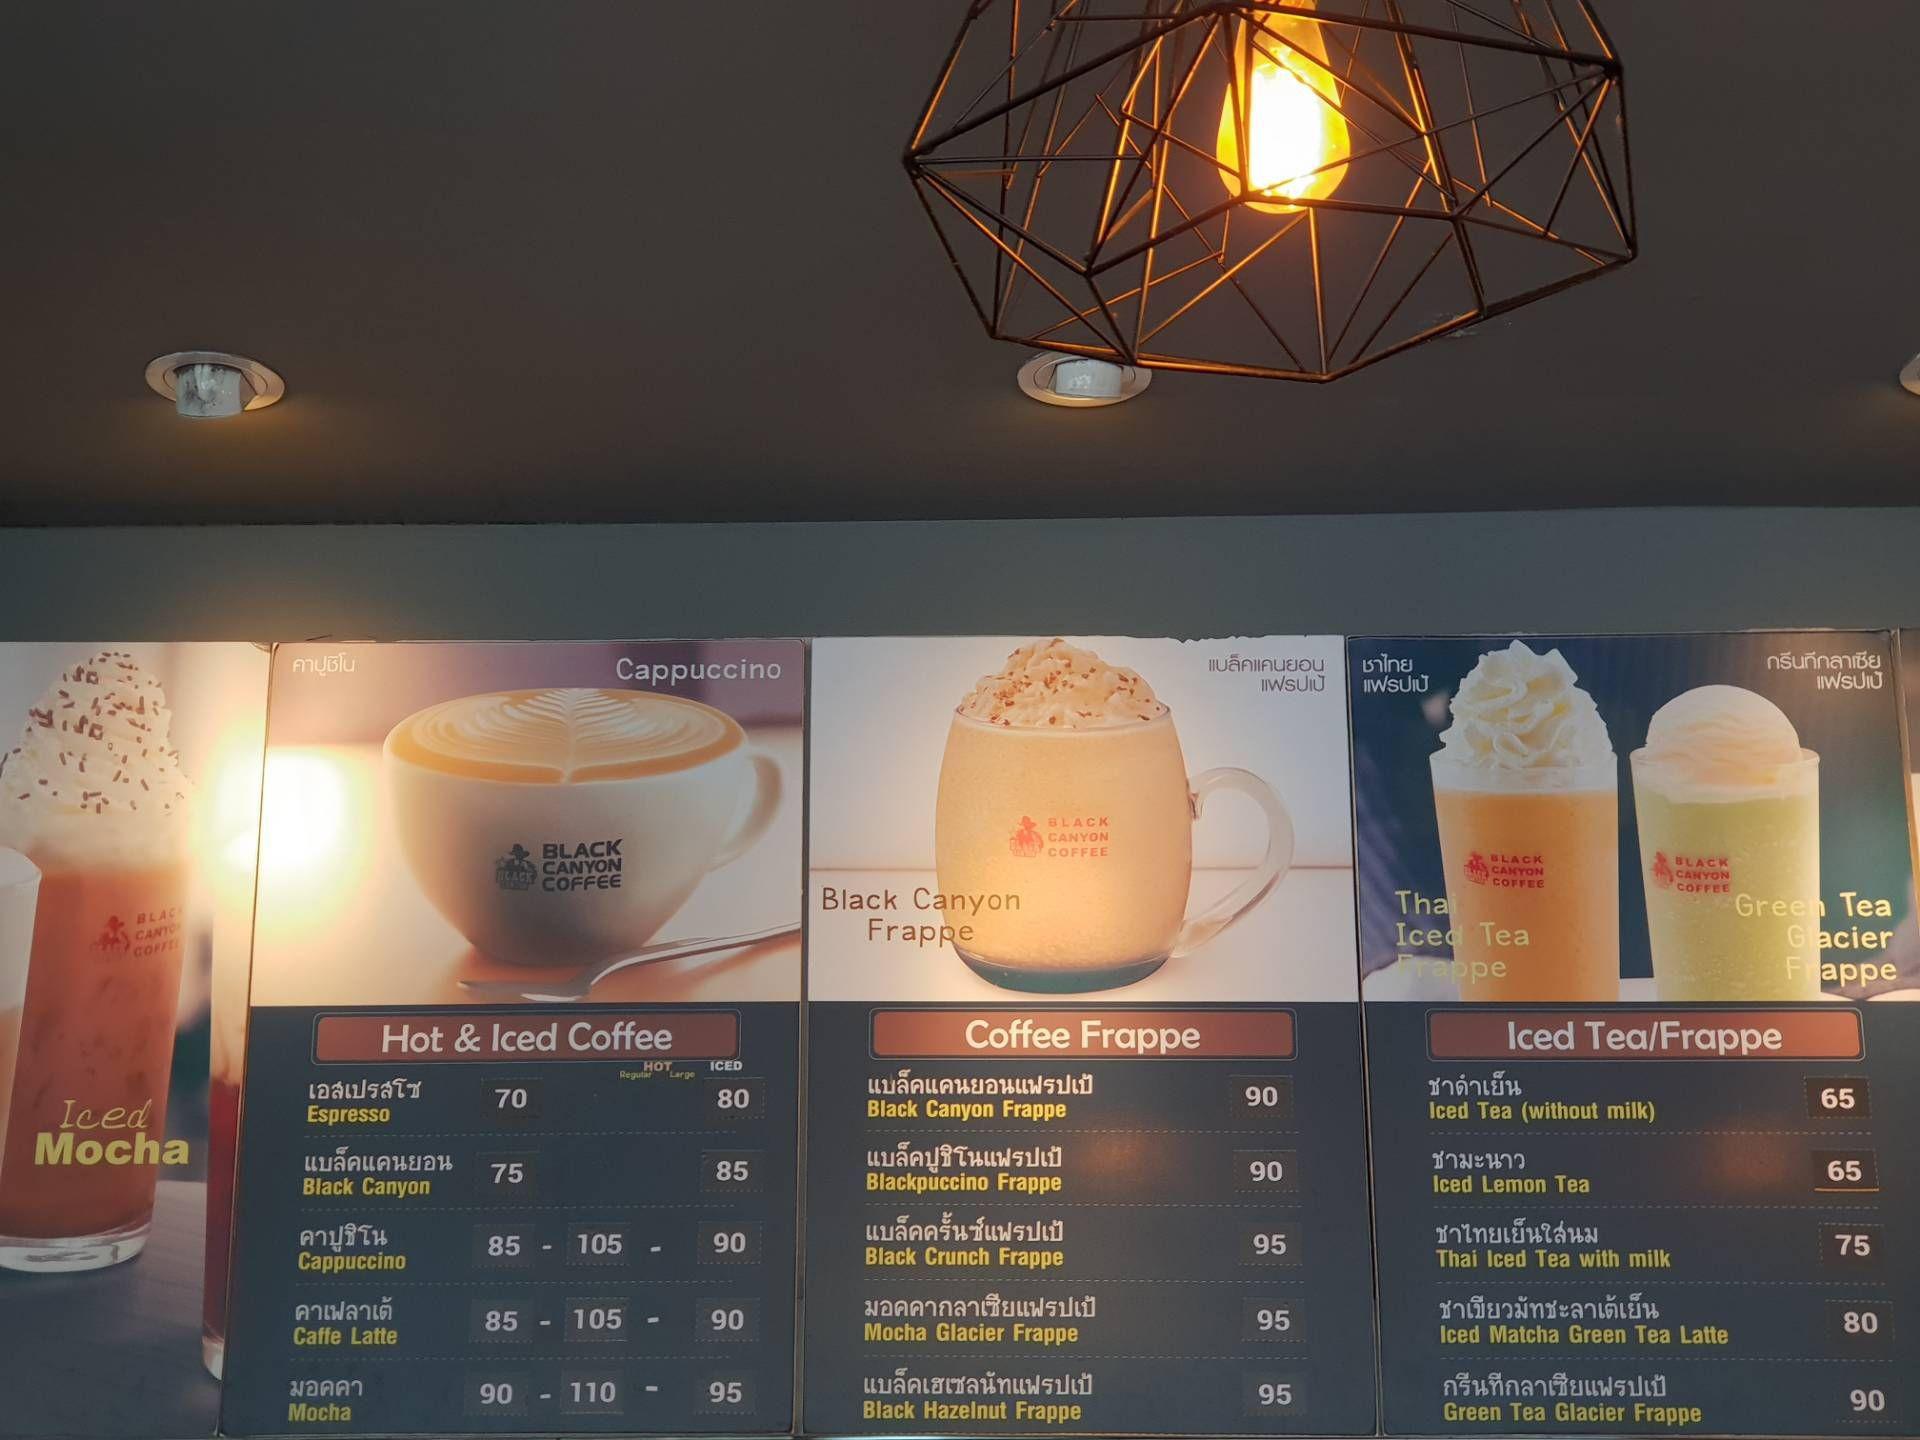 BLACK
CANYON
COFFEE
Iced
Mocha
คาปูชิโน
Cappuccino
BLACK
CANYON
COFFEE
Hot & Iced Coffee
HOT
Regular Large
ICED
เอสเปรสโซ
Espresso
70
80
แบล็คแคนยอน
Black Canyon
75
85
คาปูชิโน
Cappuccino
85 - 105 - 90
คาเฟลาเต้
Caffe Latte
85 - 105 - 90
มอคคา
Mocha
90 - 110 - 95
แบล็คแคนยอน
แฟรปเป้
BLACK
CANYON
COFFEE
Black Canyon
Frappe
Coffee Frappe
แบล็คแคนยอนแฟรปเป้
Black Canyon Frappe
90
แบล็คปูชิโนแฟรปเป้
Blackpuccino Frappe
90
แบล็คครั้นช์แฟรปเป้
Black Crunch Frappe
95
มอคคากลาเซียแฟรปเป้
Mocha Glacier Frappe
95
แบล็คเฮเซลนัทแฟรปเป้
Black Hazelnut Frappe
95
ชาไทย
แฟรปเป้
กรีนทีกลาเซีย
แฟรปเป้
BLACK
CANYON
COFFEE
BLACK
CANYON
COFFEE
Thai
Iced Tea
Frappe
Green Tea
Glacier
Frappe
Iced Tea/Frappe
ชาดำเย็น
Iced Tea (without milk)
65
ชามะนาว
Iced Lemon Tea
65
ชาไทยเย็นใส่นม
Thai Iced Tea with milk
75
ชาเขียวมัทชะลาเต้เย็น
Iced Matcha Green Tea Latte
80
กรีนทีกลาเซียแฟรปเป้
Green Tea Glacier Frappe
90